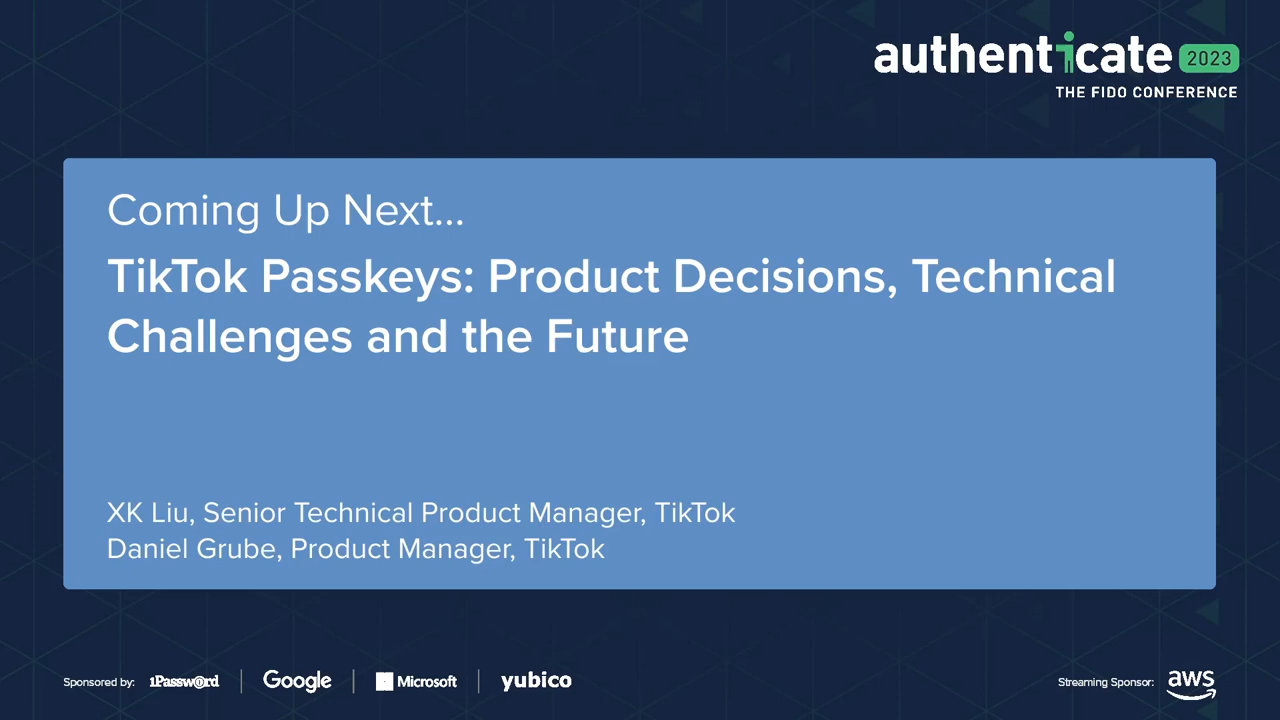 authenticate 2023
THE FIDO CONFERENCE
Coming Up Next...
TikTok Passkeys: Product Decisions, Technical
Challenges and the Future
XK Liu, Senior Technical Product Manager, TikTok
Daniel Grube, Product Manager, TikTok
Sponsored by: 1Password Google Microsoft yubico
Streaming Sponsor: aws